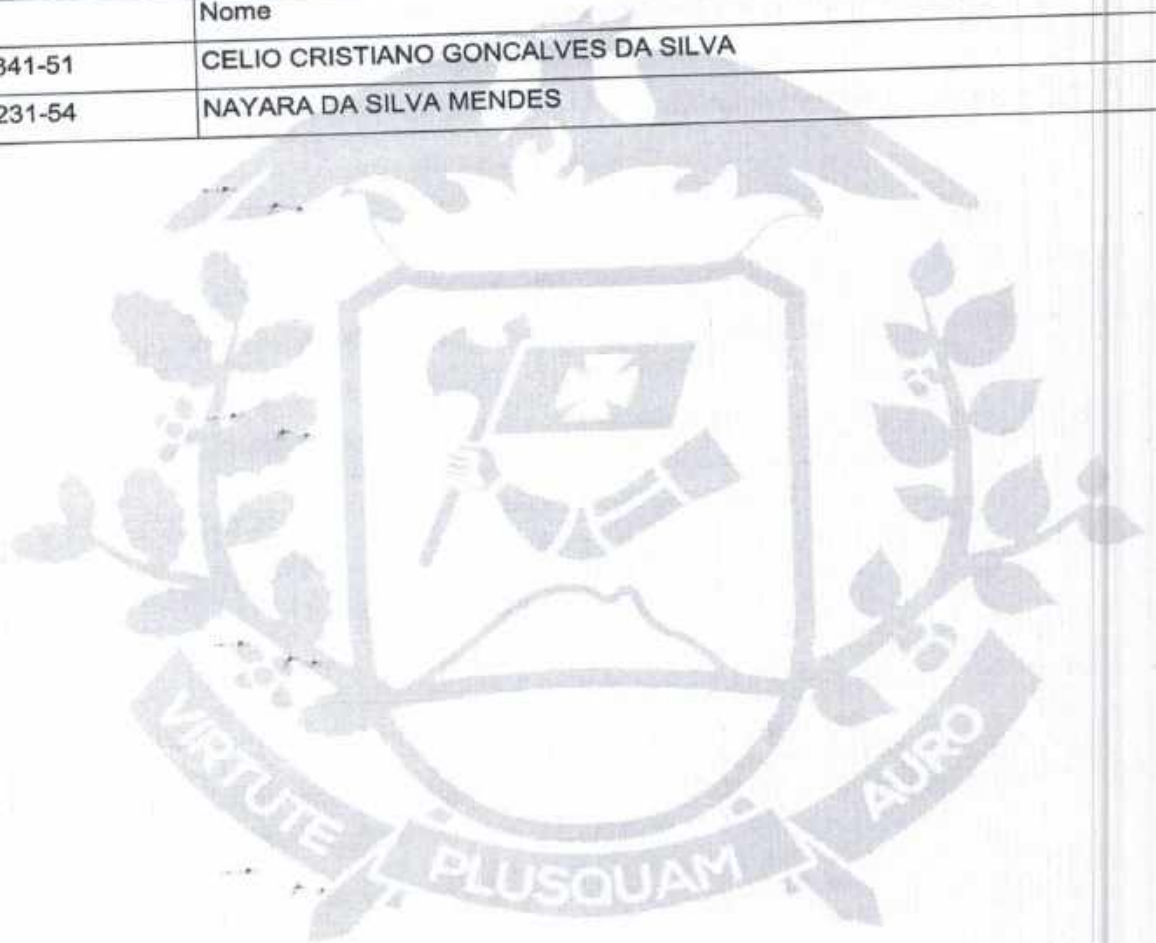 Nome
341-51 CELIO CRISTIANO GONCALVES DA SILVA
231-54 NAYARA DA SILVA MENDES
VIRTUTE PLUSQUAM AURO